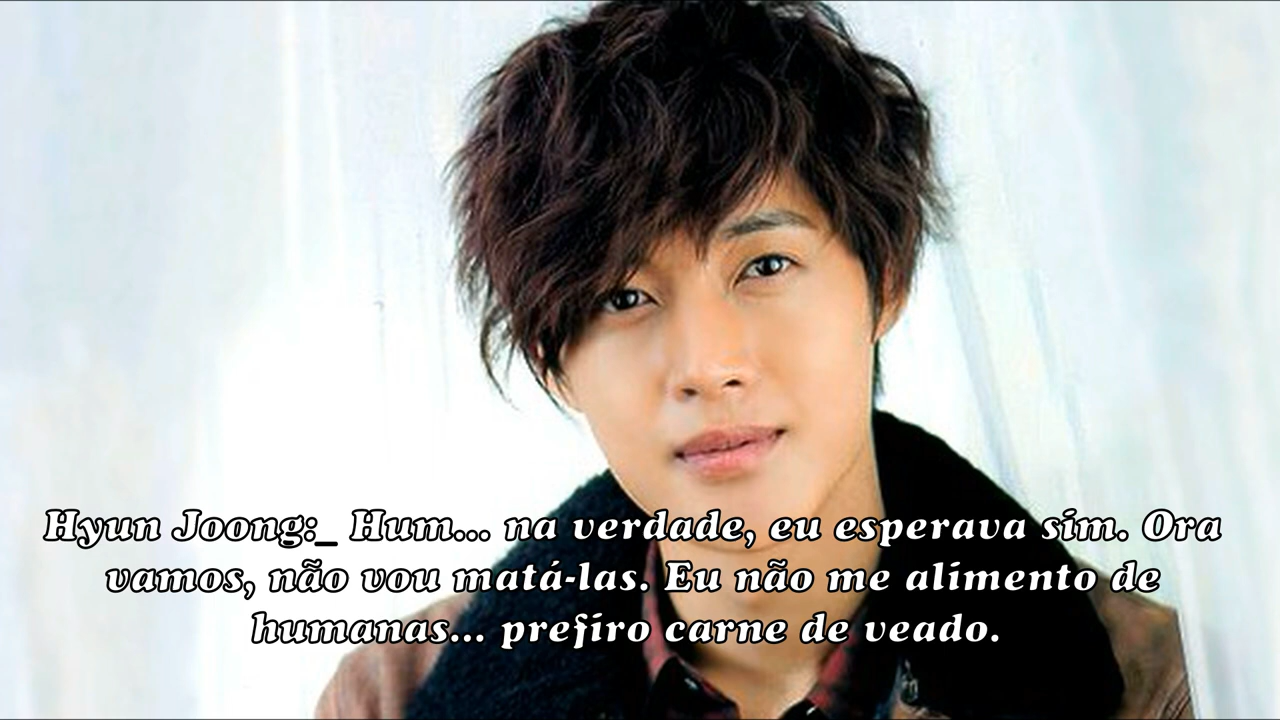 Hyun Joong:_ Hum... na verdade, eu esperava sim. Ora
vamos, não vou matá-las. Eu não me alimento de
humanas... prefiro carne de veado.